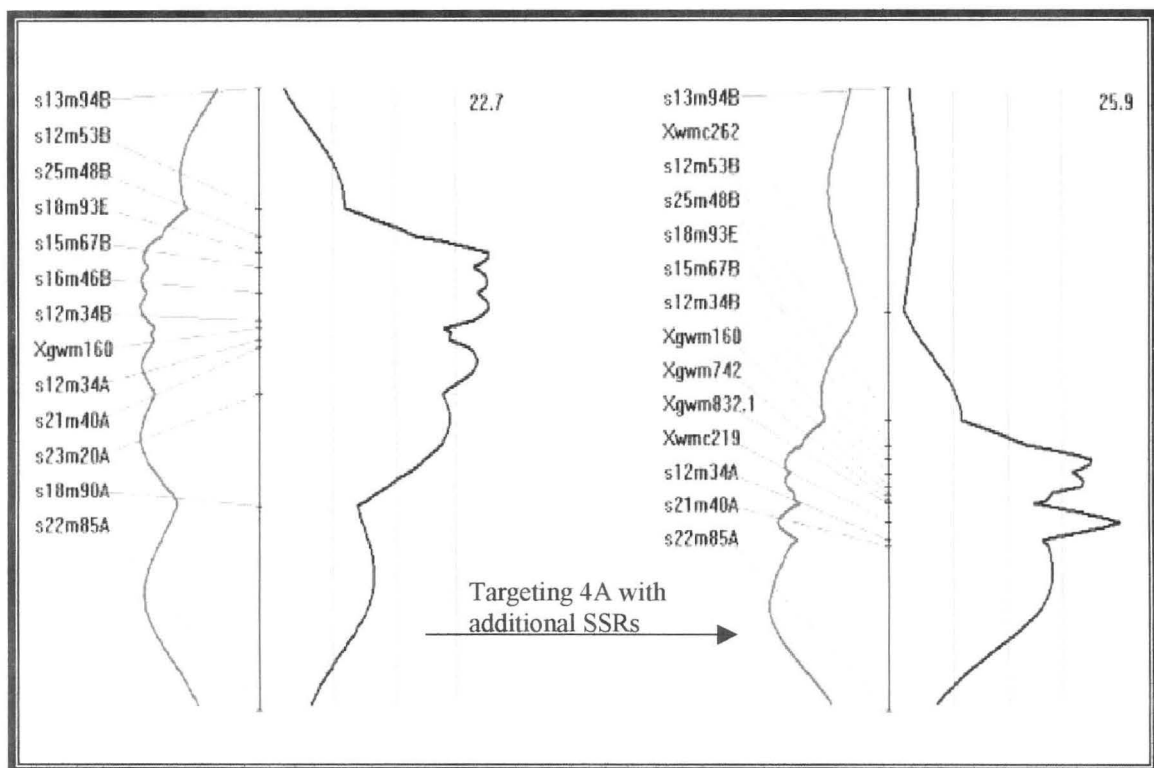 s13m94B
s12m53B
s25m48B
s18m93E
s15m67B
s16m46B
s12m34B
Xgwm160
s12m34A
s21m40A
s23m20A
s18m90A
s22m85A
22.7
Targeting 4A with
additional SSRs
s13m94B
Xwmc262
s12m53B
s25m48B
s18m93E
s15m67B
s12m34B
Xgwm160
Xgwm742
Xgwm832.1
Xwmc219
s12m34A
s21m40A
s22m85A
25.9